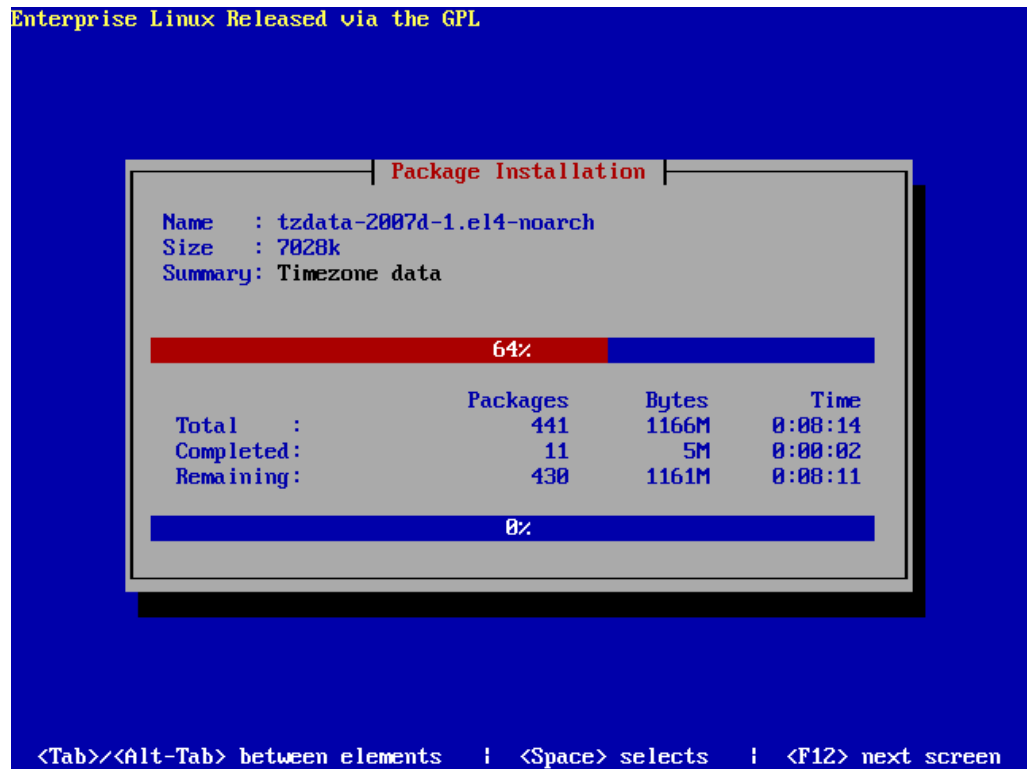 Enterprise Linux Released via the GPL
Package Installation
Name   : tzdata-2007d-1.el4-noarch
Size   : 7028k
Summary: Timezone data
64%
Packages   Bytes   Time
Total     :   441   1166M   0:08:14
Completed:   11   5M   0:00:02
Remaining:   430   1161M   0:08:11
0%
<Tab>/<Alt-Tab> between elements   |   <Space> selects   |   <F12> next screen